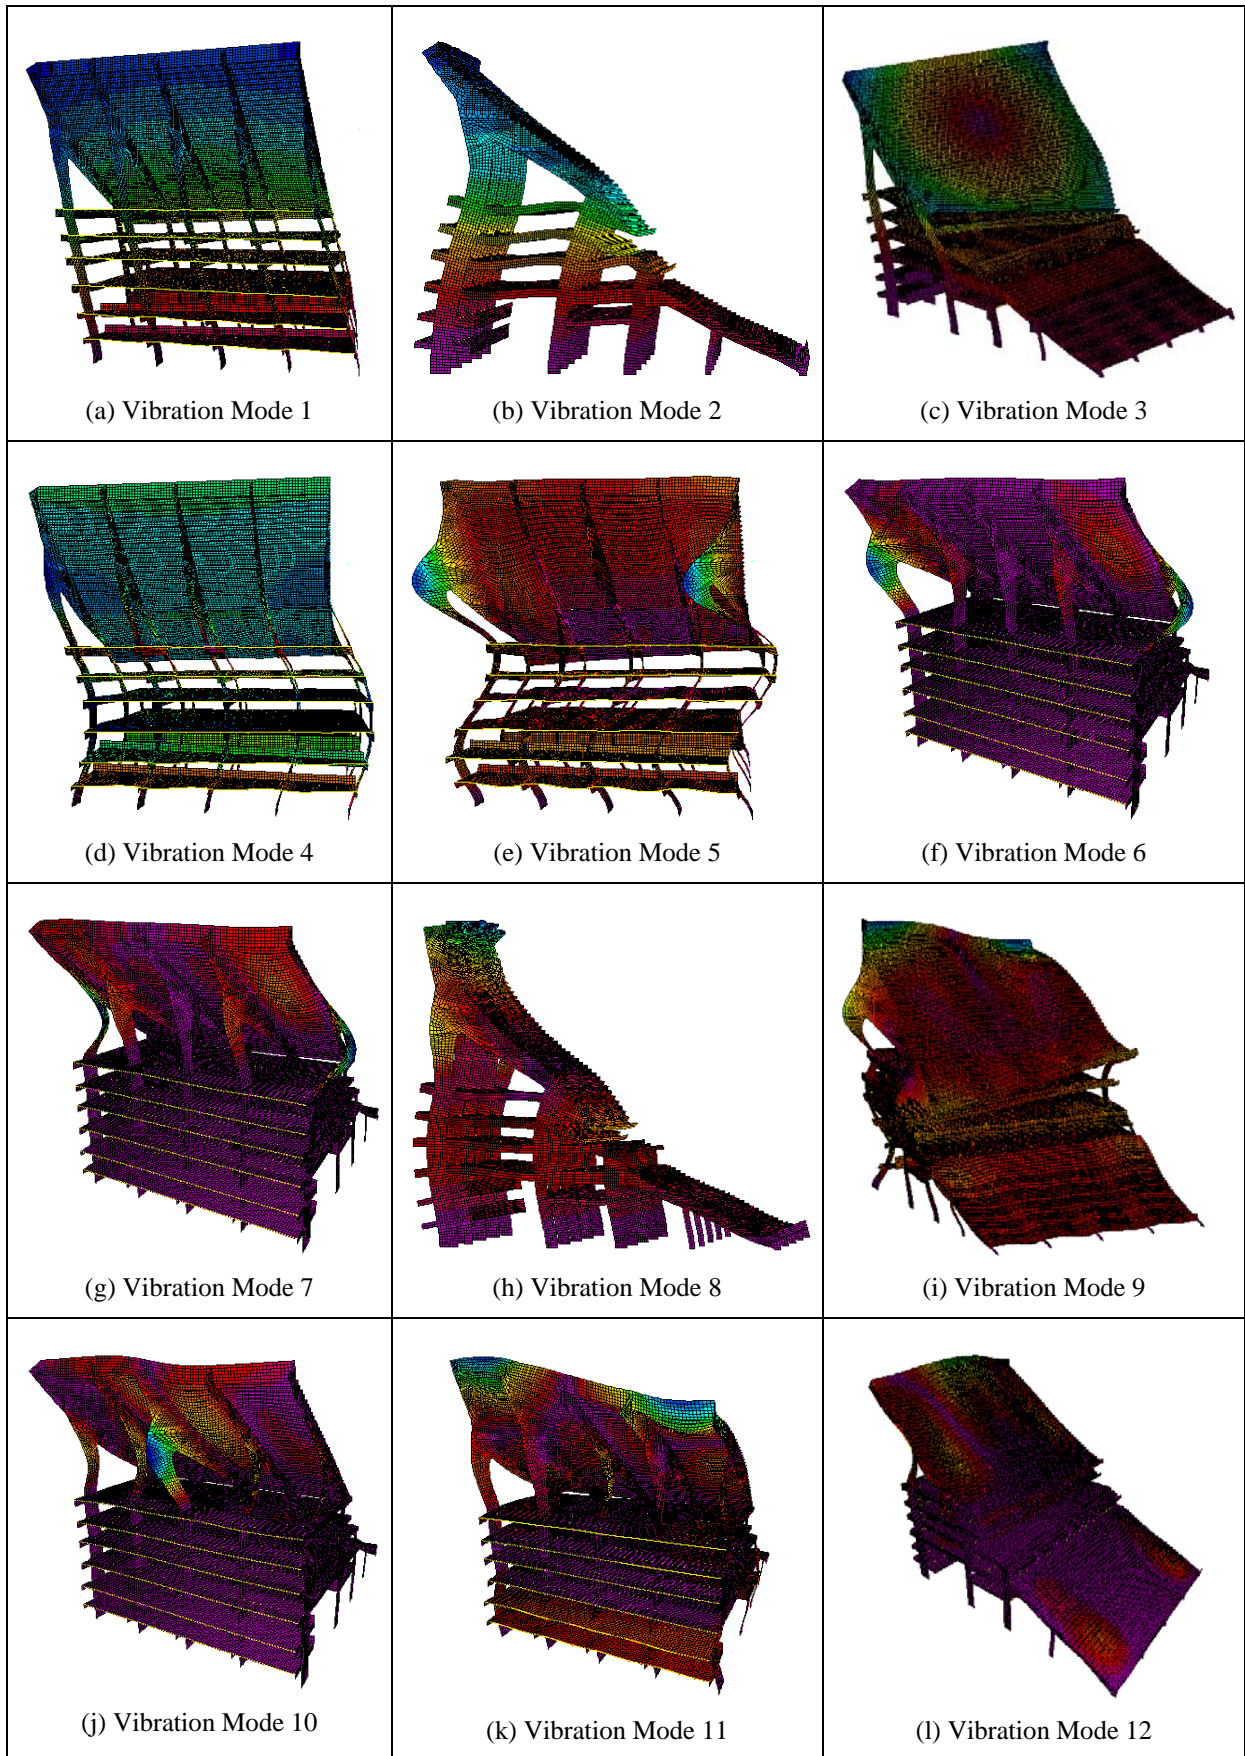 (a) Vibration Mode 1
(b) Vibration Mode 2
(c) Vibration Mode 3
(d) Vibration Mode 4
(e) Vibration Mode 5
(f) Vibration Mode 6
(g) Vibration Mode 7
(h) Vibration Mode 8
(i) Vibration Mode 9
(j) Vibration Mode 10
(k) Vibration Mode 11
(l) Vibration Mode 12